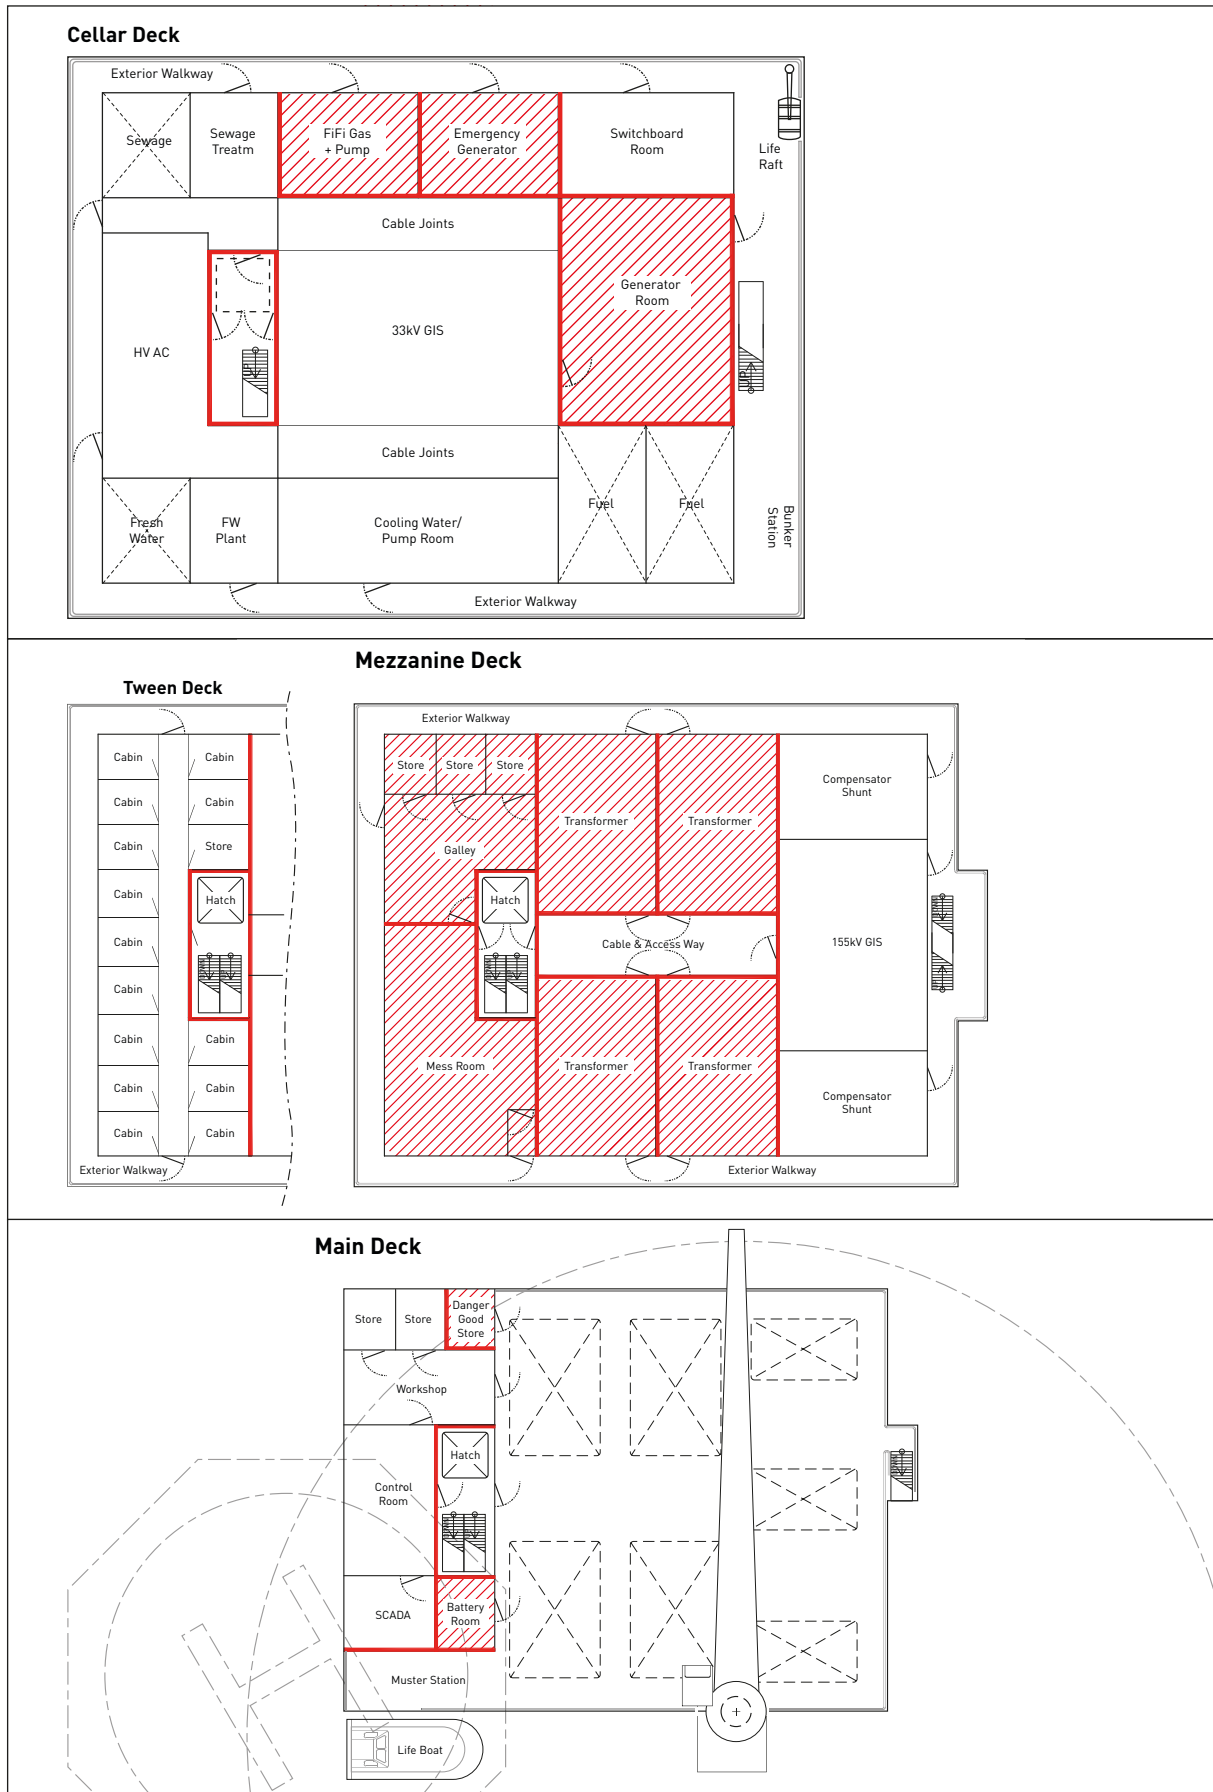 Cellar Deck
Exterior Walkway
Sewage
Sewage
Treatm
FiFi Gas
+ Pump
Emergency
Generator
Switchboard
Room
Life
Raft
Cable Joints
Generator
Room
33kV GIS
HV AC
UP
UP
Cable Joints
Fresh
Water
FW
Plant
Cooling Water/
Pump Room
Fuel
Fuel
Bunker
Station
Exterior Walkway
Mezzanine Deck
Tween Deck
Exterior Walkway
Cabin
Cabin
Cabin
Cabin
Cabin
Store
Cabin
Hatch
Cabin
Cabin
Cabin
Cabin
Cabin
Cabin
Cabin
Cabin
Exterior Walkway
Store
Store
Store
Galley
Hatch
Mess Room
Transformer
Transformer
Cable & Access Way
Transformer
Transformer
Compensator
Shunt
155kV GIS
Compensator
Shunt
Exterior Walkway
Main Deck
Store
Store
Danger
Good
Store
Workshop
Hatch
Control
Room
SCADA
Battery
Room
Muster Station
Life Boat